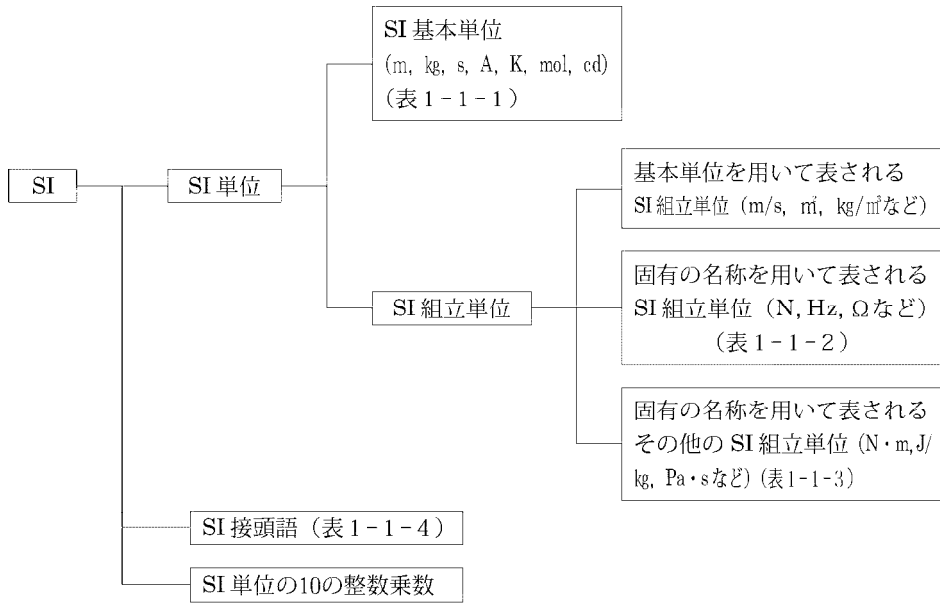 SI 基本単位
(m, kg, s, A, K, mol, cd)
(表 1-1-1)
SI
SI 単位
基本単位を用いて表される
SI 組立単位 (m/s, ㎡, kg/㎥など)
SI 組立単位
固有の名称を用いて表される
SI 組立単位 (N, Hz, Ωなど)
(表 1-1-2)
固有の名称を用いて表される
その他の SI 組立単位 (N・m, J/
kg, Pa・sなど) (表1-1-3)
SI 接頭語 (表 1-1-4)
SI 単位の10の整数乗数